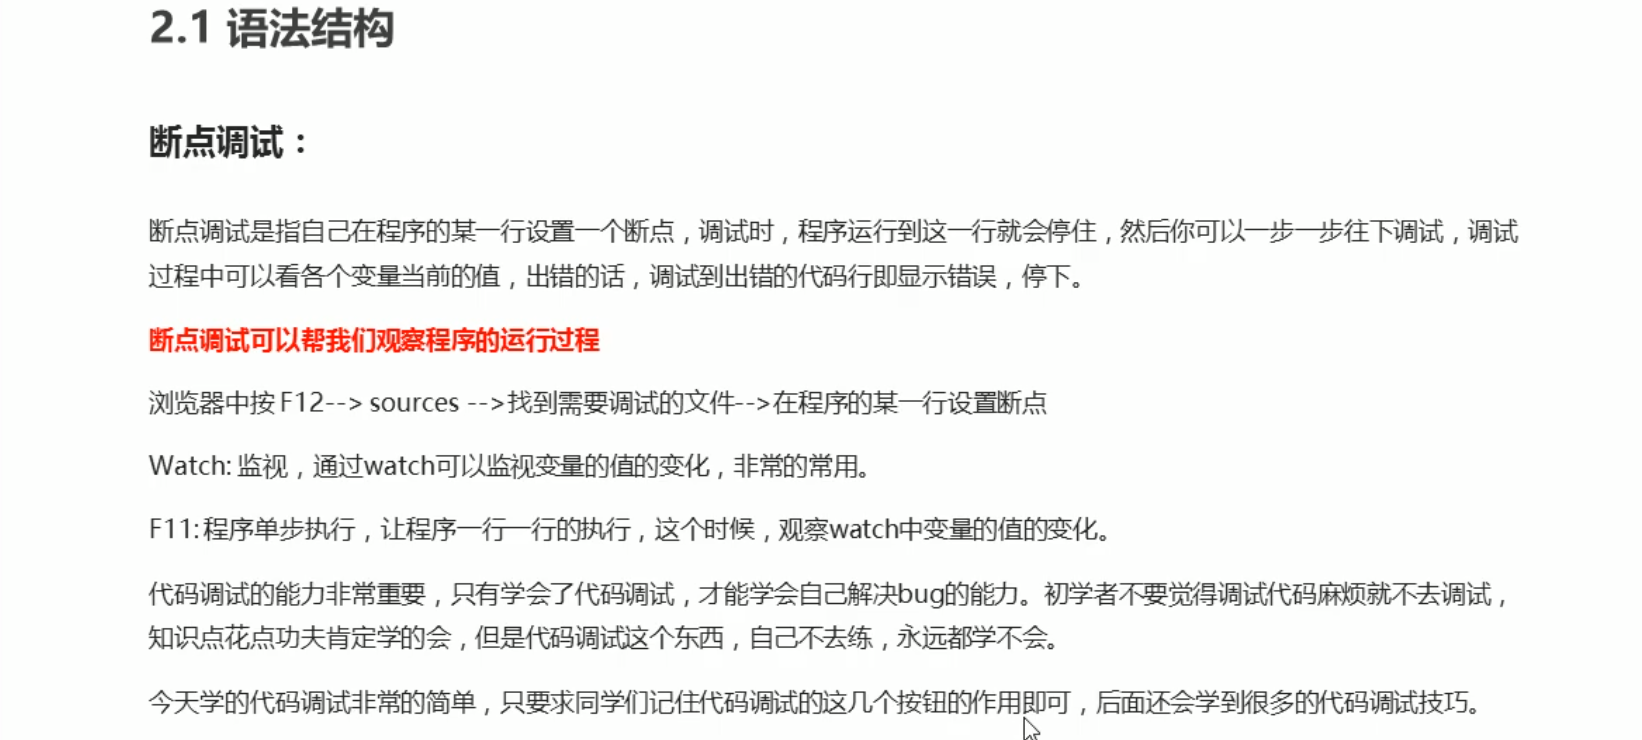 2.1 语法结构
断点调试：
断点调试是指自己在程序的某一行设置一个断点，调试时，程序运行到这一行就会停住，然后你可以一步一步往下调试，调试
过程中可以看各个变量当前的值，出错的话，调试到出错的代码行即显示错误，停下。
断点调试可以帮我们观察程序的运行过程
浏览器中按 F12--> sources -->找到需要调试的文件-->在程序的某一行设置断点
Watch: 监视，通过watch可以监视变量的值的变化，非常的常用。
F11: 程序单步执行，让程序一行一行的执行，这个时候，观察watch中变量的值的变化。
代码调试的能力非常重要，只有学会了代码调试，才能学会自己解决bug的能力。初学者不要觉得调试代码麻烦就不去调试，
知识点花点功夫肯定学的会，但是代码调试这个东西，自己不去练，永远都学不会。
今天学的代码调试非常的简单，只要求同学们记住代码调试的这几个按钮的作用即可，后面还会学到很多的代码调试技巧。